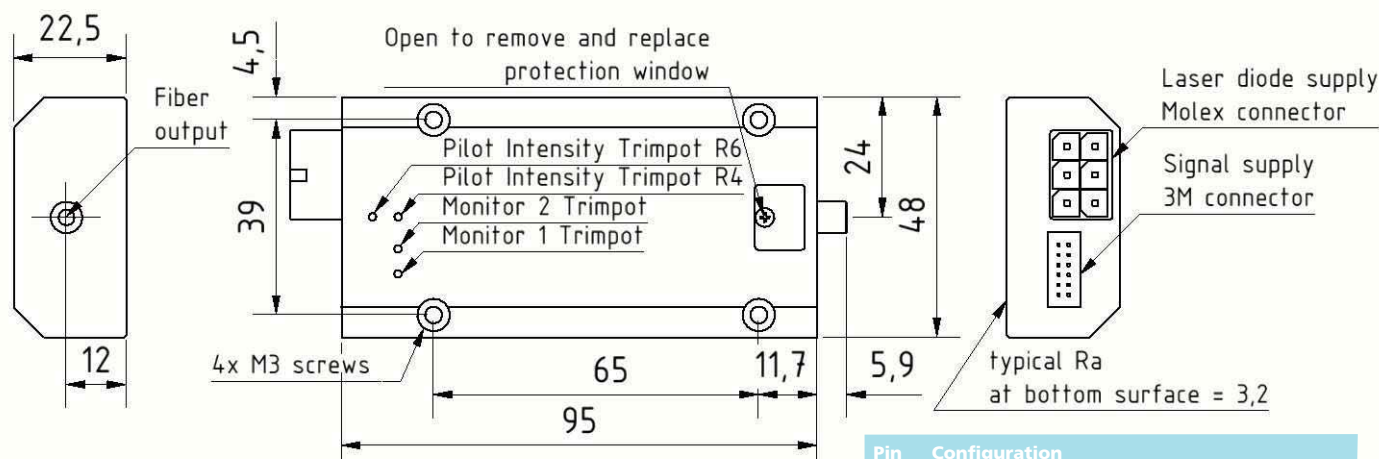 22,5
Fiber
output
12
4,5
39
Open to remove and replace
protection window
Pilot Intensity Trimpot R6
Pilot Intensity Trimpot R4
Monitor 2 Trimpot
Monitor 1 Trimpot
24
48
4x M3 screws
65
11,7
5,9
95
Laser diode supply
Molex connector
Signal supply
3M connector
typical Ra
at bottom surface = 3,2
Pin Configuration